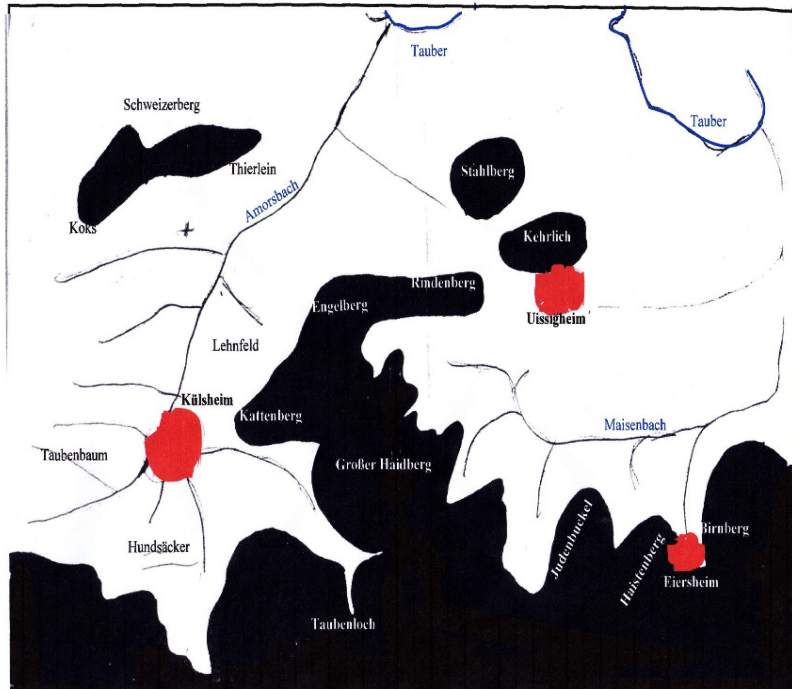 Tauber
Schweizerberg
Tauber
Thierlein
Stahlberg
Amorsbach
Koks
Kehrlich
Rindenberg
Engelberg
Uissigheim
Lehnfeld
Külsheim
Kattenberg
Maisenbach
Taubenbaum
Großer Haidberg
Judenbuckel
Birnberg
Hundsäcker
Haistenberg
Eiersheim
Taubenloch